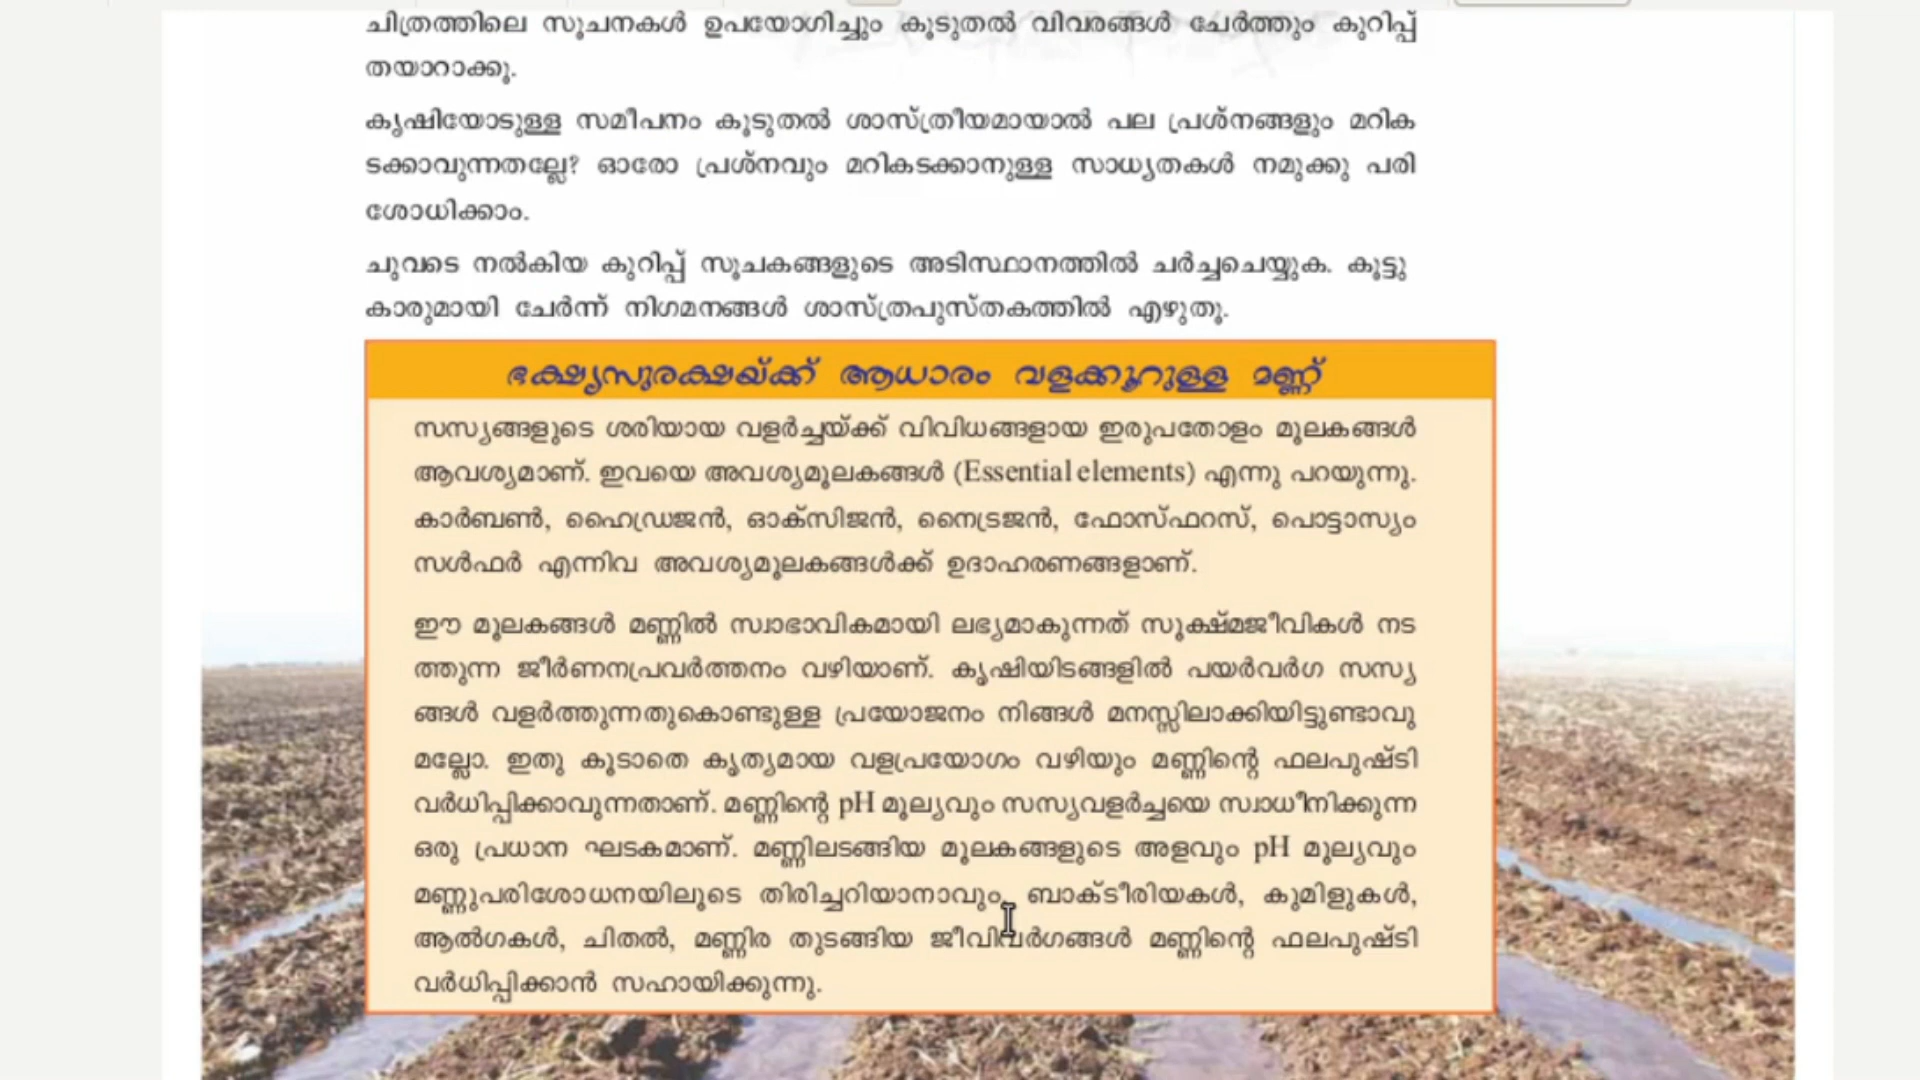 ചിത്രത്തിലെ സൂചനകൾ ഉപയോഗിച്ചും കൂടുതൽ വിവരങ്ങൾ ചേർത്തും കുറിപ്പ്
തയാറാക്കൂ.
കൃഷിയോടുള്ള സമീപനം കൂടുതൽ ശാസ്ത്രീയമായാൽ പല പ്രശ്നങ്ങളും മറിക
ടക്കാവുന്നതല്ലേ? ഓരോ പ്രശ്നവും മറികടക്കാനുള്ള സാധ്യതകൾ നമുക്കു പരി
ശോധിക്കാം.
ചുവടെ നൽകിയ കുറിപ്പ് സൂചകങ്ങളുടെ അടിസ്ഥാനത്തിൽ ചർച്ചചെയ്യുക. കൂട്ടു
കാരുമായി ചേർന്ന് നിഗമനങ്ങൾ ശാസ്ത്രപുസ്തകത്തിൽ എഴുതൂ.
ഭക്ഷ്യസുരക്ഷയ്ക്ക് ആധാരം വളക്കൂറുള്ള മണ്ണ്
സസ്യങ്ങളുടെ ശരിയായ വളർച്ചയ്ക്ക് വിവിധങ്ങളായ ഇരുപതോളം മൂലകങ്ങൾ
ആവശ്യമാണ്. ഇവയെ അവശ്യമൂലകങ്ങൾ (Essential elements) എന്നു പറയുന്നു.
കാർബൺ, ഹൈഡ്രജൻ, ഓക്സിജൻ, നൈട്രജൻ, ഫോസ്ഫറസ്, പൊട്ടാസ്യം
സൾഫർ എന്നിവ അവശ്യമൂലകങ്ങൾക്ക് ഉദാഹരണങ്ങളാണ്.
ഈ മൂലകങ്ങൾ മണ്ണിൽ സ്വാഭാവികമായി ലഭ്യമാകുന്നത് സൂക്ഷ്മജീവികൾ നട
ത്തുന്ന ജീർണനപ്രവർത്തനം വഴിയാണ്. കൃഷിയിടങ്ങളിൽ പയർവർഗ സസ്യ
ങ്ങൾ വളർത്തുന്നതുകൊണ്ടുള്ള പ്രയോജനം നിങ്ങൾ മനസ്സിലാക്കിയിട്ടുണ്ടാവു
മല്ലോ. ഇതു കൂടാതെ കൃത്യമായ വളപ്രയോഗം വഴിയും മണ്ണിന്റെ ഫലപുഷ്ടി
വർധിപ്പിക്കാവുന്നതാണ്. മണ്ണിന്റെ pH മൂല്യവും സസ്യവളർച്ചയെ സ്വാധീനിക്കുന്ന
ഒരു പ്രധാന ഘടകമാണ്. മണ്ണിലടങ്ങിയ മൂലകങ്ങളുടെ അളവും pH മൂല്യവും
മണ്ണുപരിശോധനയിലൂടെ തിരിച്ചറിയാനാവും. ബാക്ടീരിയകൾ, കുമിളുകൾ,
ആൽഗകൾ, ചിതൽ, മണ്ണിര തുടങ്ങിയ ജീവിവർഗങ്ങൾ മണ്ണിന്റെ ഫലപുഷ്ടി
വർധിപ്പിക്കാൻ സഹായിക്കുന്നു.